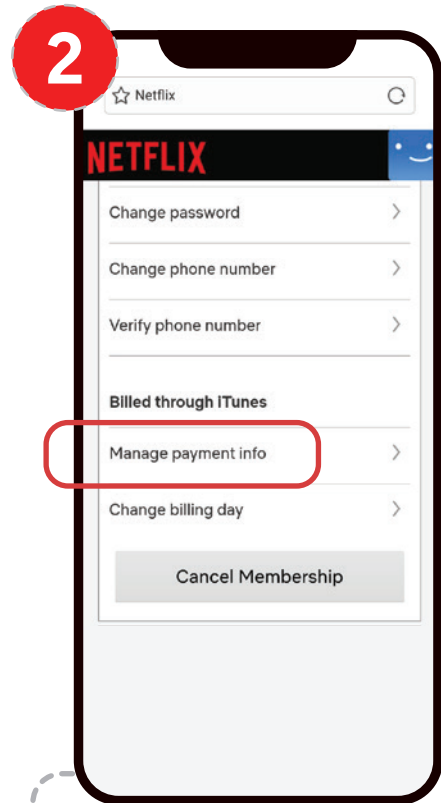 2
Netflix
NETFLIX
Change password
Change phone number
Verify phone number
Billed through iTunes
Manage payment info
Change billing day
Cancel Membership